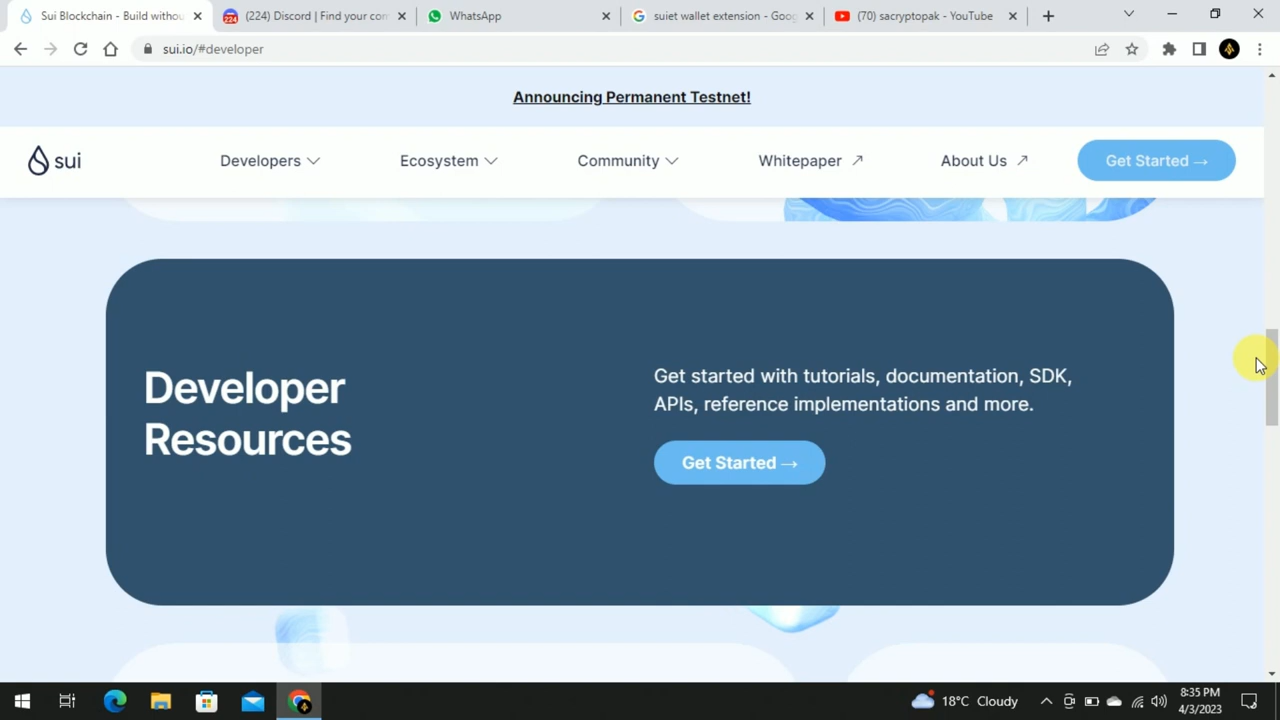 Sui Blockchain - Build withou
(224) Discord | Find your con
WhatsApp
suiet wallet extension - Goog
(70) sacryptopak - YouTube
sui.io/#developer
Announcing Permanent Testnet!
sui
Developers
Ecosystem
Community
Whitepaper ↗
About Us ↗
Get Started →
Developer
Resources
Get started with tutorials, documentation, SDK,
APIs, reference implementations and more.
Get Started →
18°C Cloudy
8:35 PM
4/3/2023